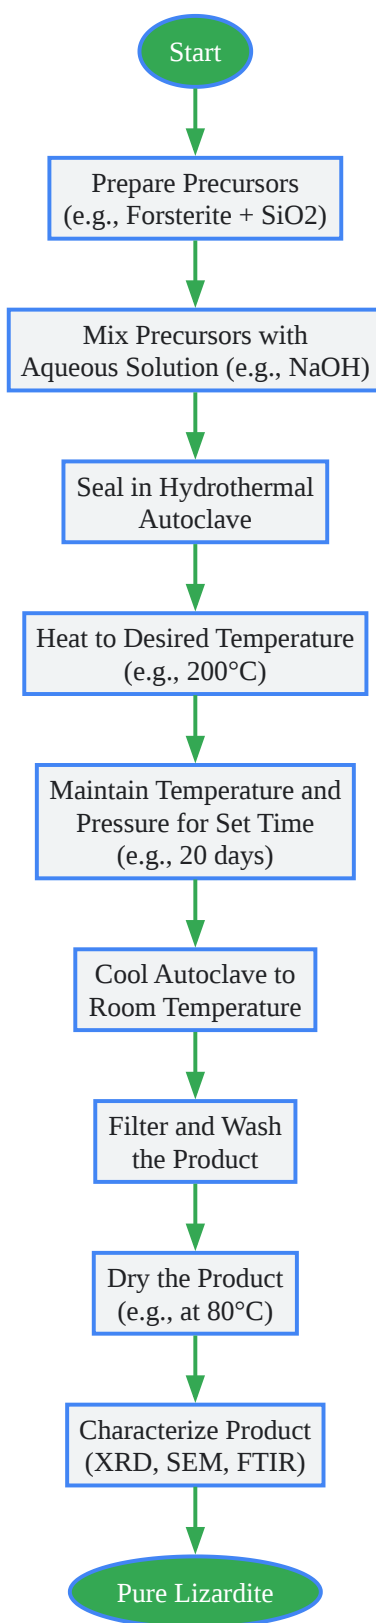 Start
Prepare Precursors
(e.g., Forsterite + SiO2)
Mix Precursors with
Aqueous Solution (e.g., NaOH)
Seal in Hydrothermal
Autoclave
Heat to Desired Temperature
(e.g., 200°C)
Maintain Temperature and
Pressure for Set Time
(e.g., 20 days)
Cool Autoclave to
Room Temperature
Filter and Wash
the Product
Dry the Product
(e.g., at 80°C)
Characterize Product
(XRD, SEM, FTIR)
Pure Lizardite